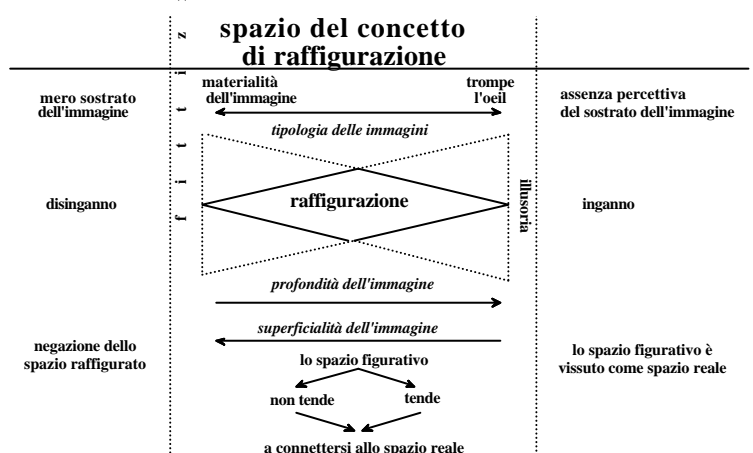 spazio del concetto
di raffigurazione
mero sostrato
dell'immagine
materialità
dell'immagine
trompe
l'oeil
assenza percettiva
del sostrato dell'immagine
tipologia delle immagini
f i t t i z
disinganno
raffigurazione
illusoria
inganno
profondità dell'immagine
superficialità dell'immagine
negazione dello
spazio raffigurato
lo spazio figurativo
lo spazio figurativo è
vissuto come spazio reale
non tende
tende
a connettersi allo spazio reale